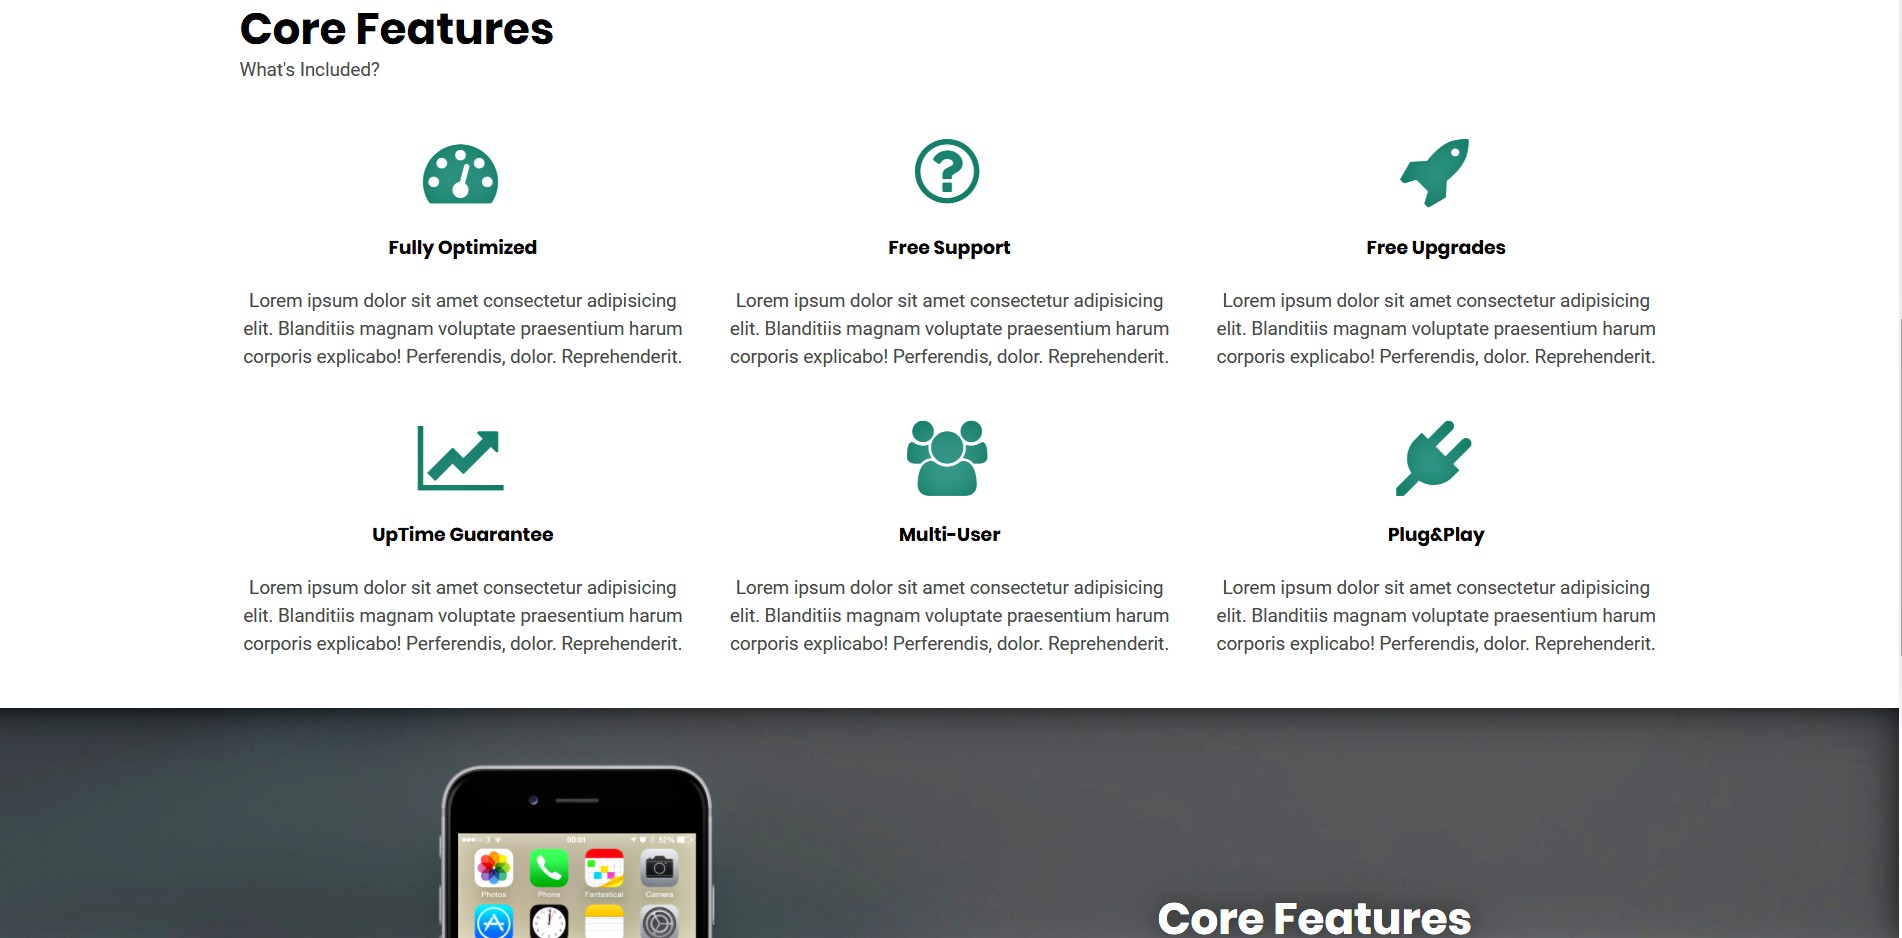 Core Features
What's Included?
Fully Optimized
Lorem ipsum dolor sit amet consectetur adipisicing
elit. Blanditiis magnam voluptate praesentium harum
corporis explicabo! Perferendis, dolor. Reprehenderit.
Free Support
Lorem ipsum dolor sit amet consectetur adipisicing
elit. Blanditiis magnam voluptate praesentium harum
corporis explicabo! Perferendis, dolor. Reprehenderit.
Free Upgrades
Lorem ipsum dolor sit amet consectetur adipisicing
elit. Blanditiis magnam voluptate praesentium harum
corporis explicabo! Perferendis, dolor. Reprehenderit.
UpTime Guarantee
Lorem ipsum dolor sit amet consectetur adipisicing
elit. Blanditiis magnam voluptate praesentium harum
corporis explicabo! Perferendis, dolor. Reprehenderit.
Multi-User
Lorem ipsum dolor sit amet consectetur adipisicing
elit. Blanditiis magnam voluptate praesentium harum
corporis explicabo! Perferendis, dolor. Reprehenderit.
Plug&Play
Lorem ipsum dolor sit amet consectetur adipisicing
elit. Blanditiis magnam voluptate praesentium harum
corporis explicabo! Perferendis, dolor. Reprehenderit.
3 00:01 52%
Photos Phone Fantastical Camera
Core Features